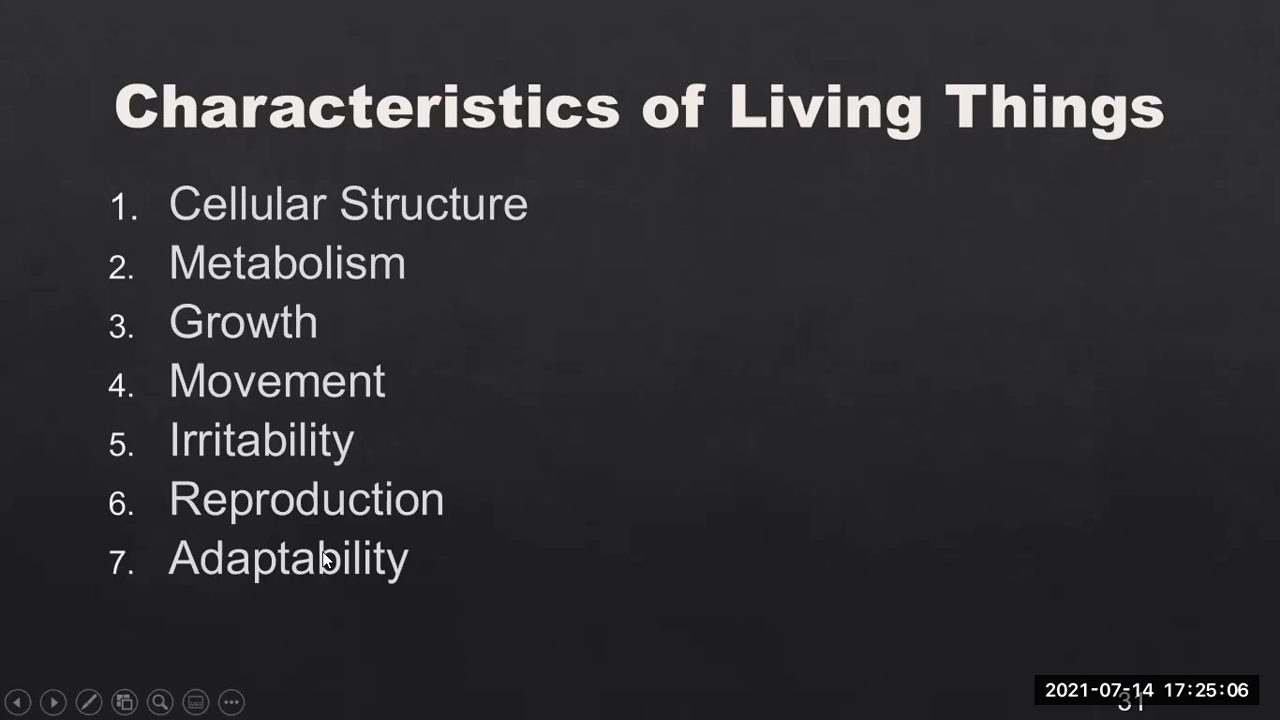 Characteristics of Living Things
1. Cellular Structure
2. Metabolism
3. Growth
4. Movement
5. Irritability
6. Reproduction
7. Adaptability
2021-07-14 17:25:06
31